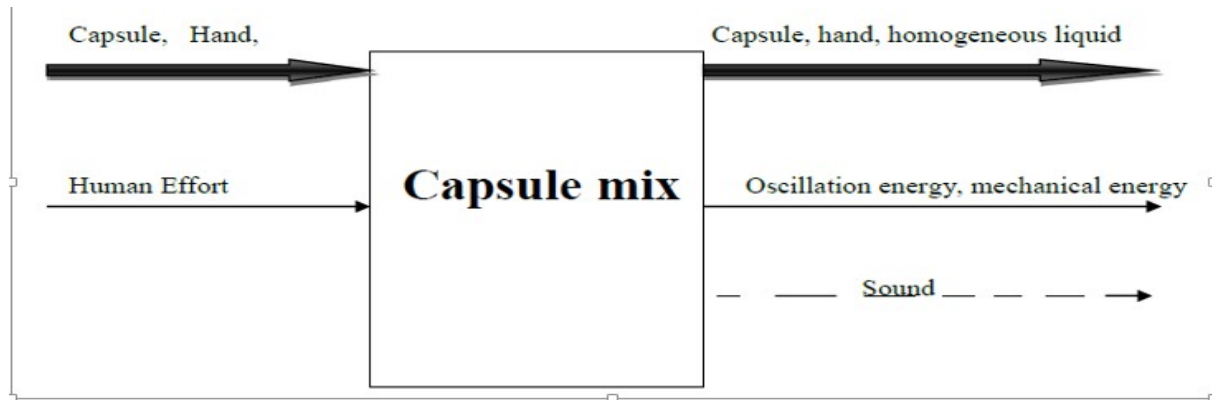 Capsule, Hand,
Capsule, hand, homogeneous liquid
Human Effort
Capsule mix
Oscillation energy, mechanical energy
Sound